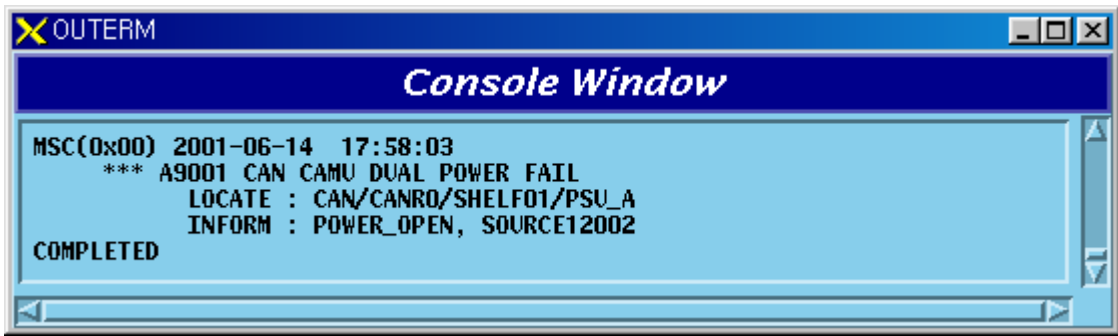 OUTERM
Console Window
MSC(0x00) 2001-06-14 17:58:03
*** A9001 CAN CAMU DUAL POWER FAIL
LOCATE : CAN/CANR0/SHELF01/PSU_A
INFORM : POWER_OPEN, SOURCE12002
COMPLETED